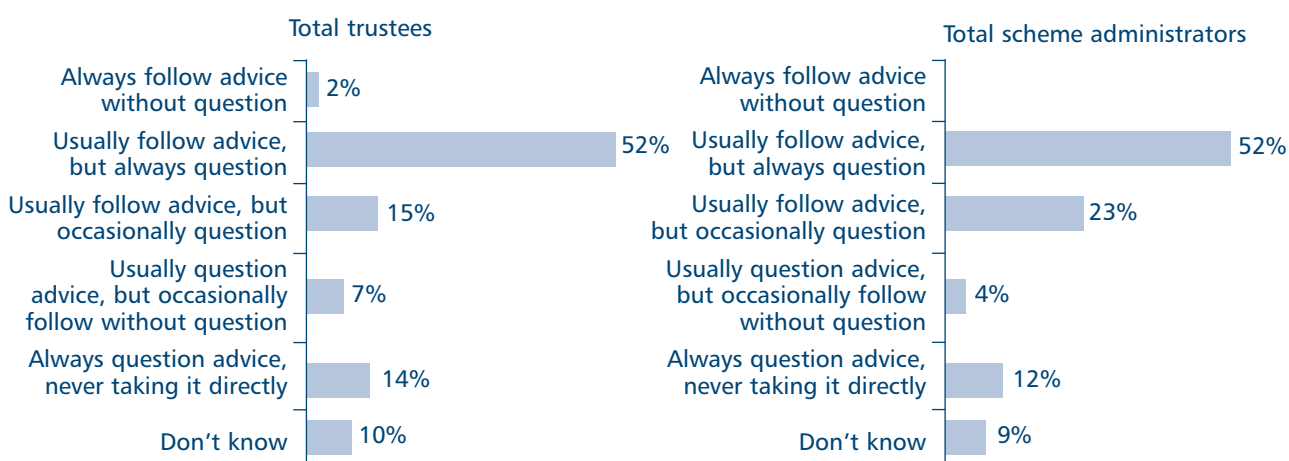 Total trustees
Always follow advice
without question
2%
Usually follow advice,
but always question
52%
Usually follow advice, but
occasionally question
15%
Usually question
advice, but occasionally
follow without question
7%
Always question advice,
never taking it directly
14%
Don’t know
10%
Total scheme administrators
Always follow advice
without question
Usually follow advice,
but always question
52%
Usually follow advice,
but occasionally question
23%
Usually question advice,
but occasionally follow
without question
4%
Always question advice,
never taking it directly
12%
Don’t know
9%